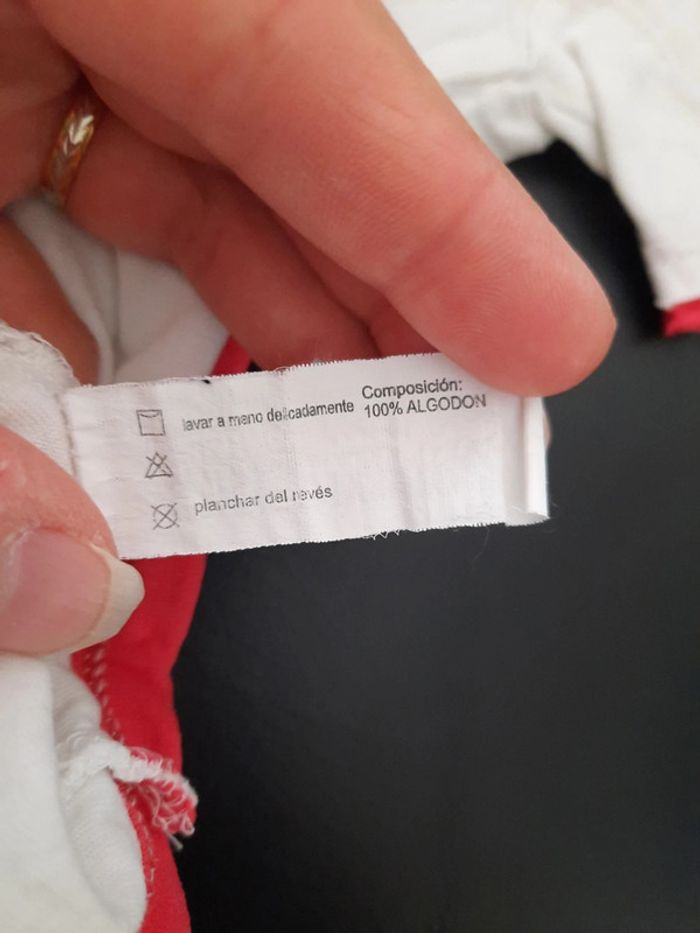 lavar a mano delicadamente
Composición:
100% ALGODON
planchar del revés